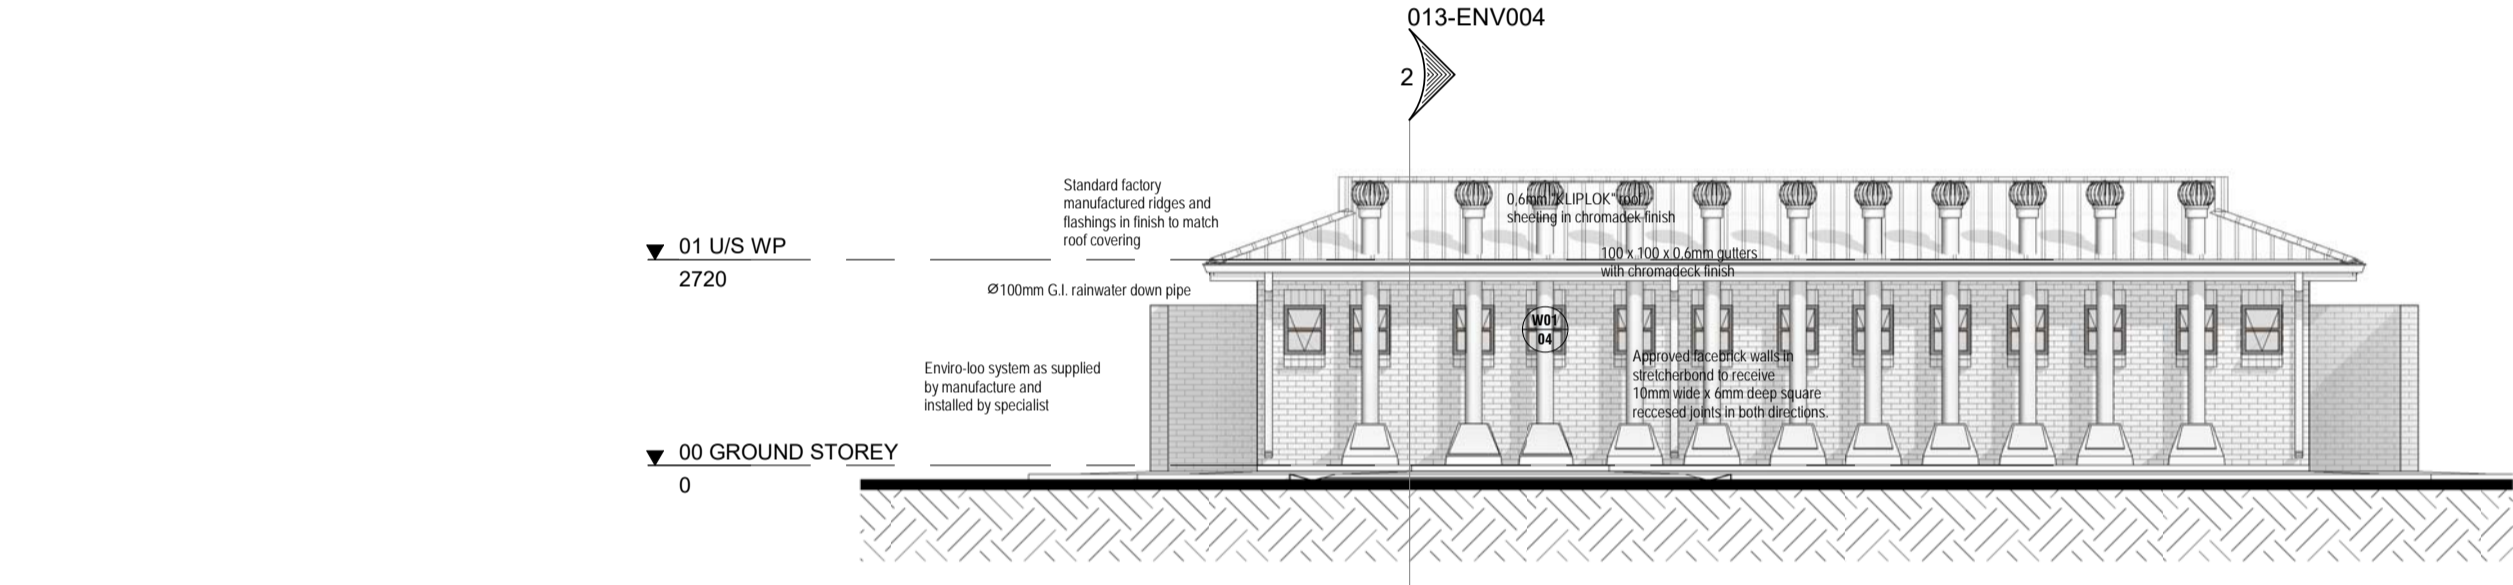 013-ENV004
2
Standard factory
manufactured ridges and
flashings in finish to match
roof covering
0,6mm "KLIPLOK" roof
sheeting in chromadek finish
01 U/S WP
2720
100 x 100 x 0,6mm gutters
with chromadeck finish
Ø100mm G.I. rainwater down pipe
W01
04
Approved facebrick walls in
stretcherbond to receive
10mm wide x 6mm deep square
reccesed joints in both directions.
Enviro-loo system as supplied
by manufacture and
installed by specialist
00 GROUND STOREY
0